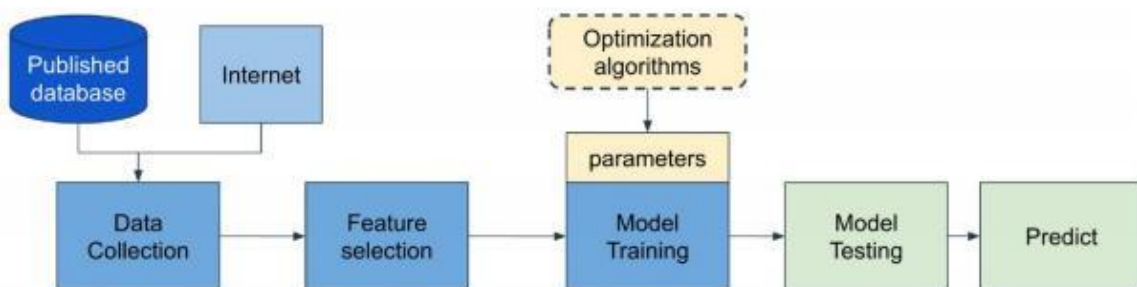 Published
database
Internet
Optimization
algorithms
parameters
Data
Collection
Feature
selection
Model
Training
Model
Testing
Predict